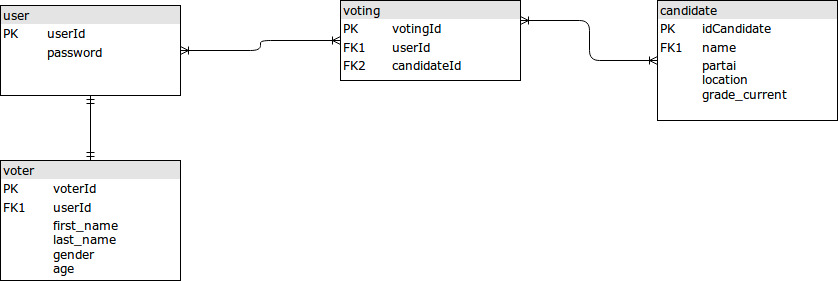 user
PK userId
password
voting
PK votingId
FK1 userId
FK2 candidateId
candidate
PK idCandidate
FK1 name
partai
location
grade_current
voter
PK voterId
FK1 userId
first_name
last_name
gender
age